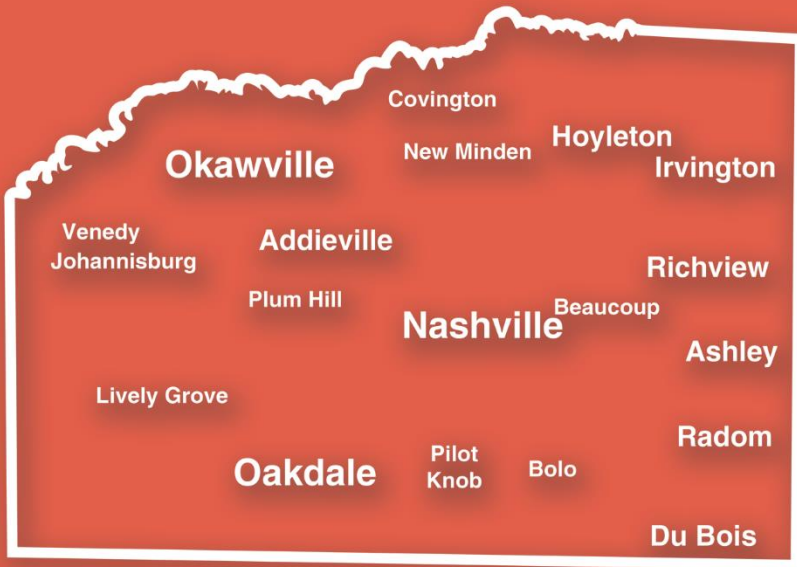 Covington
Hoyleton
New Minden
Okawville
Irvington
Venedy
Addieville
Johannisburg
Richview
Plum Hill
Beaucoup
Nashville
Ashley
Lively Grove
Radom
Pilot
Knob
Oakdale
Bolo
Du Bois